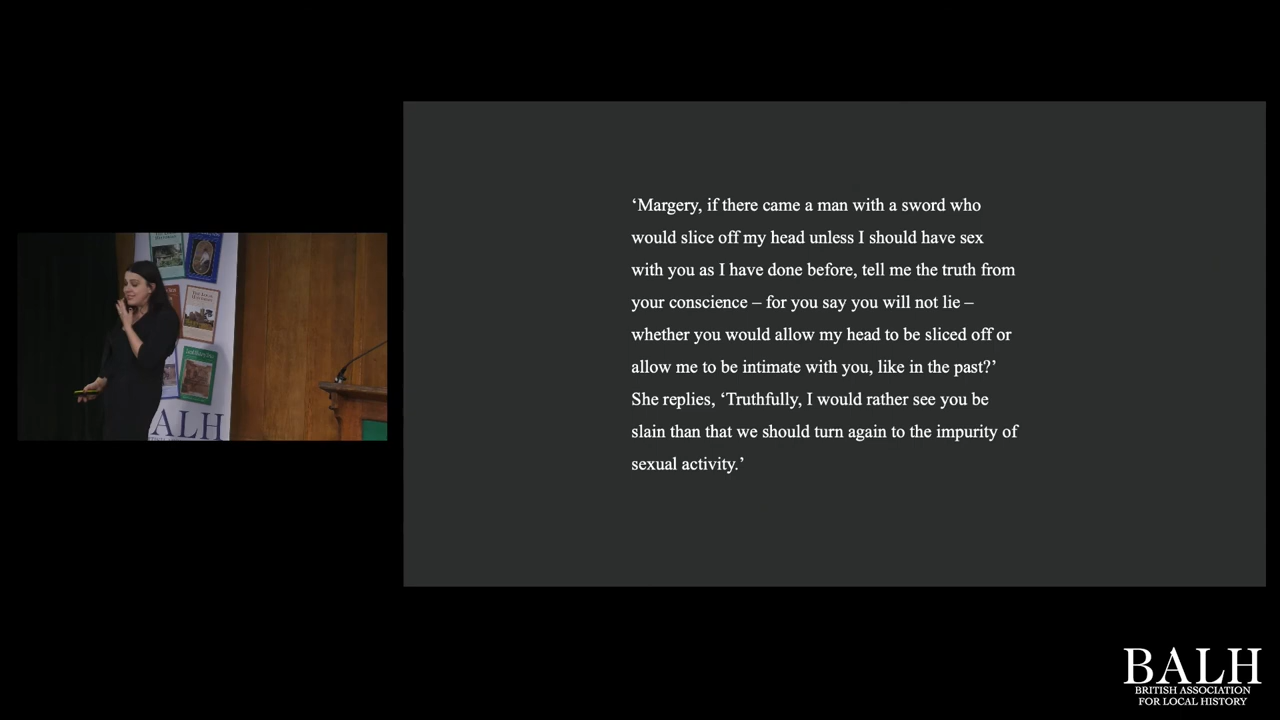 ‘Margery, if there came a man with a sword who
would slice off my head unless I should have sex
with you as I have done before, tell me the truth from
your conscience – for you say you will not lie –
whether you would allow my head to be sliced off or
allow me to be intimate with you, like in the past?’
She replies, ‘Truthfully, I would rather see you be
slain than that we should turn again to the impurity of
sexual activity.’
ALH
BALH
BRITISH ASSOCIATION
FOR LOCAL HISTORY